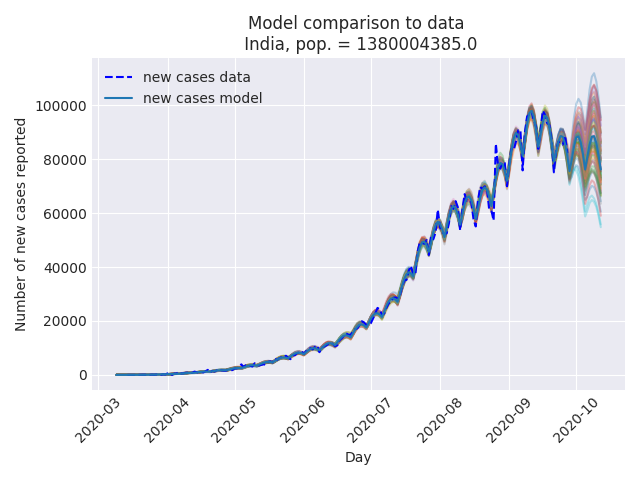 Model comparison to data
India, pop. = 1380004385.0
new cases data
new cases model
Number of new cases reported
100000
80000
60000
40000
20000
0
2020-03
2020-04
2020-05
2020-06
2020-07
2020-08
2020-09
2020-10
Day